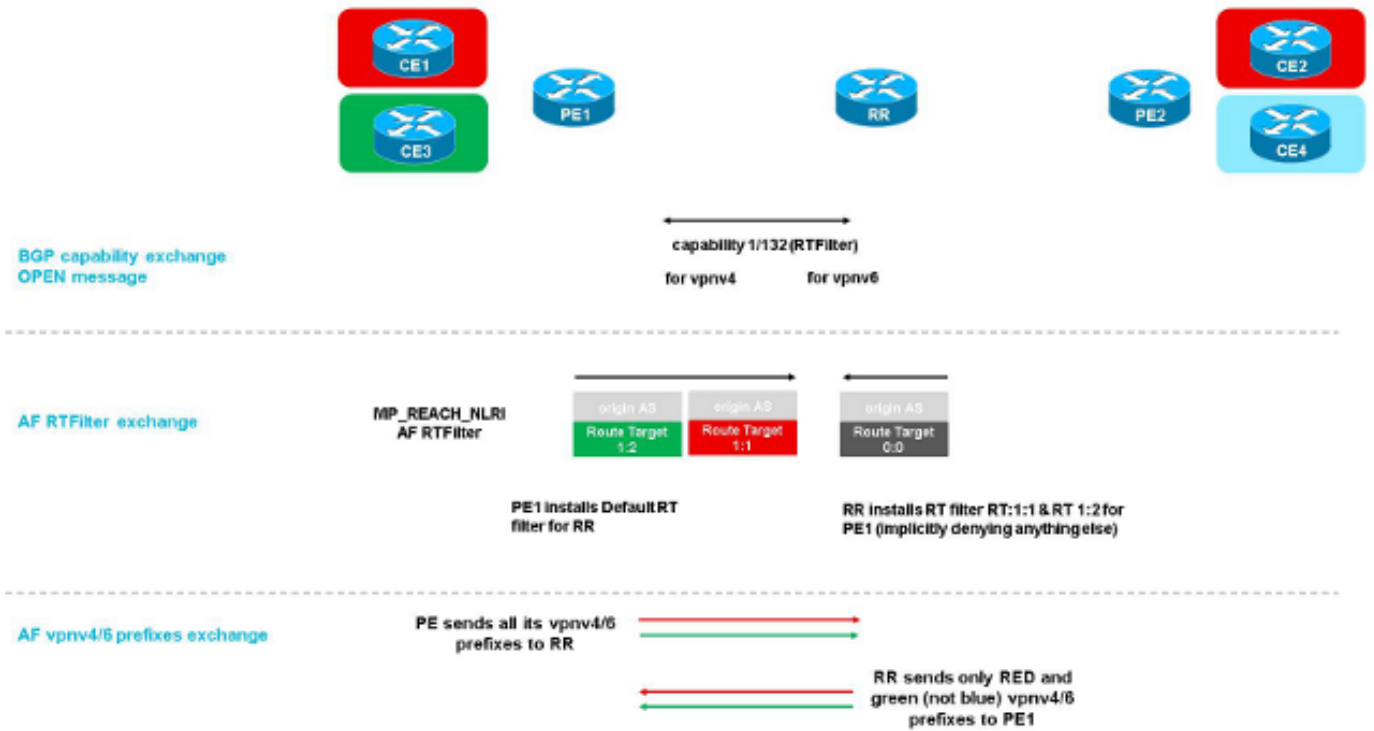 CE1
CE3
PE1
RR
PE2
CE2
CE4
BGP capability exchange
OPEN message
capability 1/132 (RTFilter)
for vpnv4
for vpnv6
AF RTFilter exchange
MP_REACH_NLRI
AF RTFilter
origin AS
Route Target
1:2
origin AS
Route Target
1:1
origin AS
Route Target
0:0
PE1 installs Default RT
filter for RR
RR installs RT filter RT:1:1 & RT 1:2 for
PE1 (implicitly denying anything else)
AF vpnv4/6 prefixes exchange
PE sends all its vpnv4/6
prefixes to RR
RR sends only RED and
green (not blue) vpnv4/6
prefixes to PE1